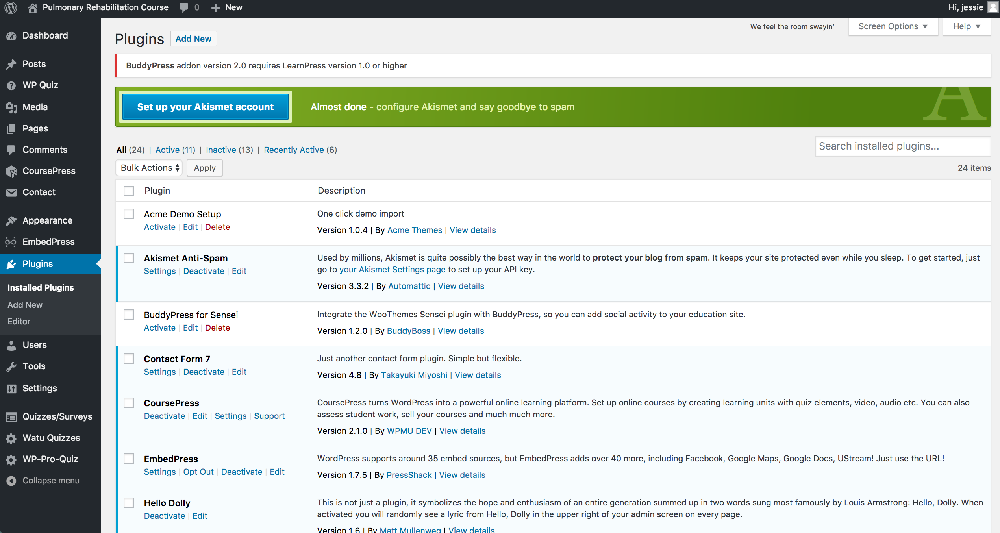 Pulmonary Rehabilitation Course 0 New Hi, jessie
Dashboard
Posts
WP Quiz
Media
Pages
Comments
CoursePress
Contact
Appearance
EmbedPress
Plugins
Installed Plugins
Add New
Editor
Users
Tools
Settings
Quizzes/Surveys
Watu Quizzes
WP-Pro-Quiz
Collapse menu
We feel the room swayin’ Screen Options ▼ Help ▼
Plugins Add New
BuddyPress addon version 2.0 requires LearnPress version 1.0 or higher
Set up your Akismet account Almost done - configure Akismet and say goodbye to spam A
All (24) | Active (11) | Inactive (13) | Recently Active (6) Search installed plugins...
Bulk Actions Apply 24 items
Plugin Description
Acme Demo Setup
Activate | Edit | Delete
One click demo import
Version 1.0.4 | By Acme Themes | View details
Akismet Anti-Spam
Settings | Deactivate | Edit
Used by millions, Akismet is quite possibly the best way in the world to protect your blog from spam. It keeps your site protected even while you sleep. To get started, just
go to your Akismet Settings page to set up your API key.
Version 3.3.2 | By Automattic | View details
BuddyPress for Sensei
Activate | Edit | Delete
Integrate the WooThemes Sensei plugin with BuddyPress, so you can add social activity to your education site.
Version 1.2.0 | By BuddyBoss | View details
Contact Form 7
Settings | Deactivate | Edit
Just another contact form plugin. Simple but flexible.
Version 4.8 | By Takayuki Miyoshi | View details
CoursePress
Deactivate | Edit | Settings | Support
CoursePress turns WordPress into a powerful online learning platform. Set up online courses by creating learning units with quiz elements, video, audio etc. You can also
assess student work, sell your courses and much much more.
Version 2.1.0 | By WPMU DEV | View details
EmbedPress
Settings | Opt Out | Deactivate | Edit
WordPress supports around 35 embed sources, but EmbedPress adds over 40 more, including Facebook, Google Maps, Google Docs, UStream! Just use the URL!
Version 1.7.5 | By PressShack | View details
Hello Dolly
Deactivate | Edit
This is not just a plugin, it symbolizes the hope and enthusiasm of an entire generation summed up in two words sung most famously by Louis Armstrong: Hello, Dolly. When
activated you will randomly see a lyric from Hello, Dolly in the upper right of your admin screen on every page.
Version 1.6 | By Matt Mullenweg | View details